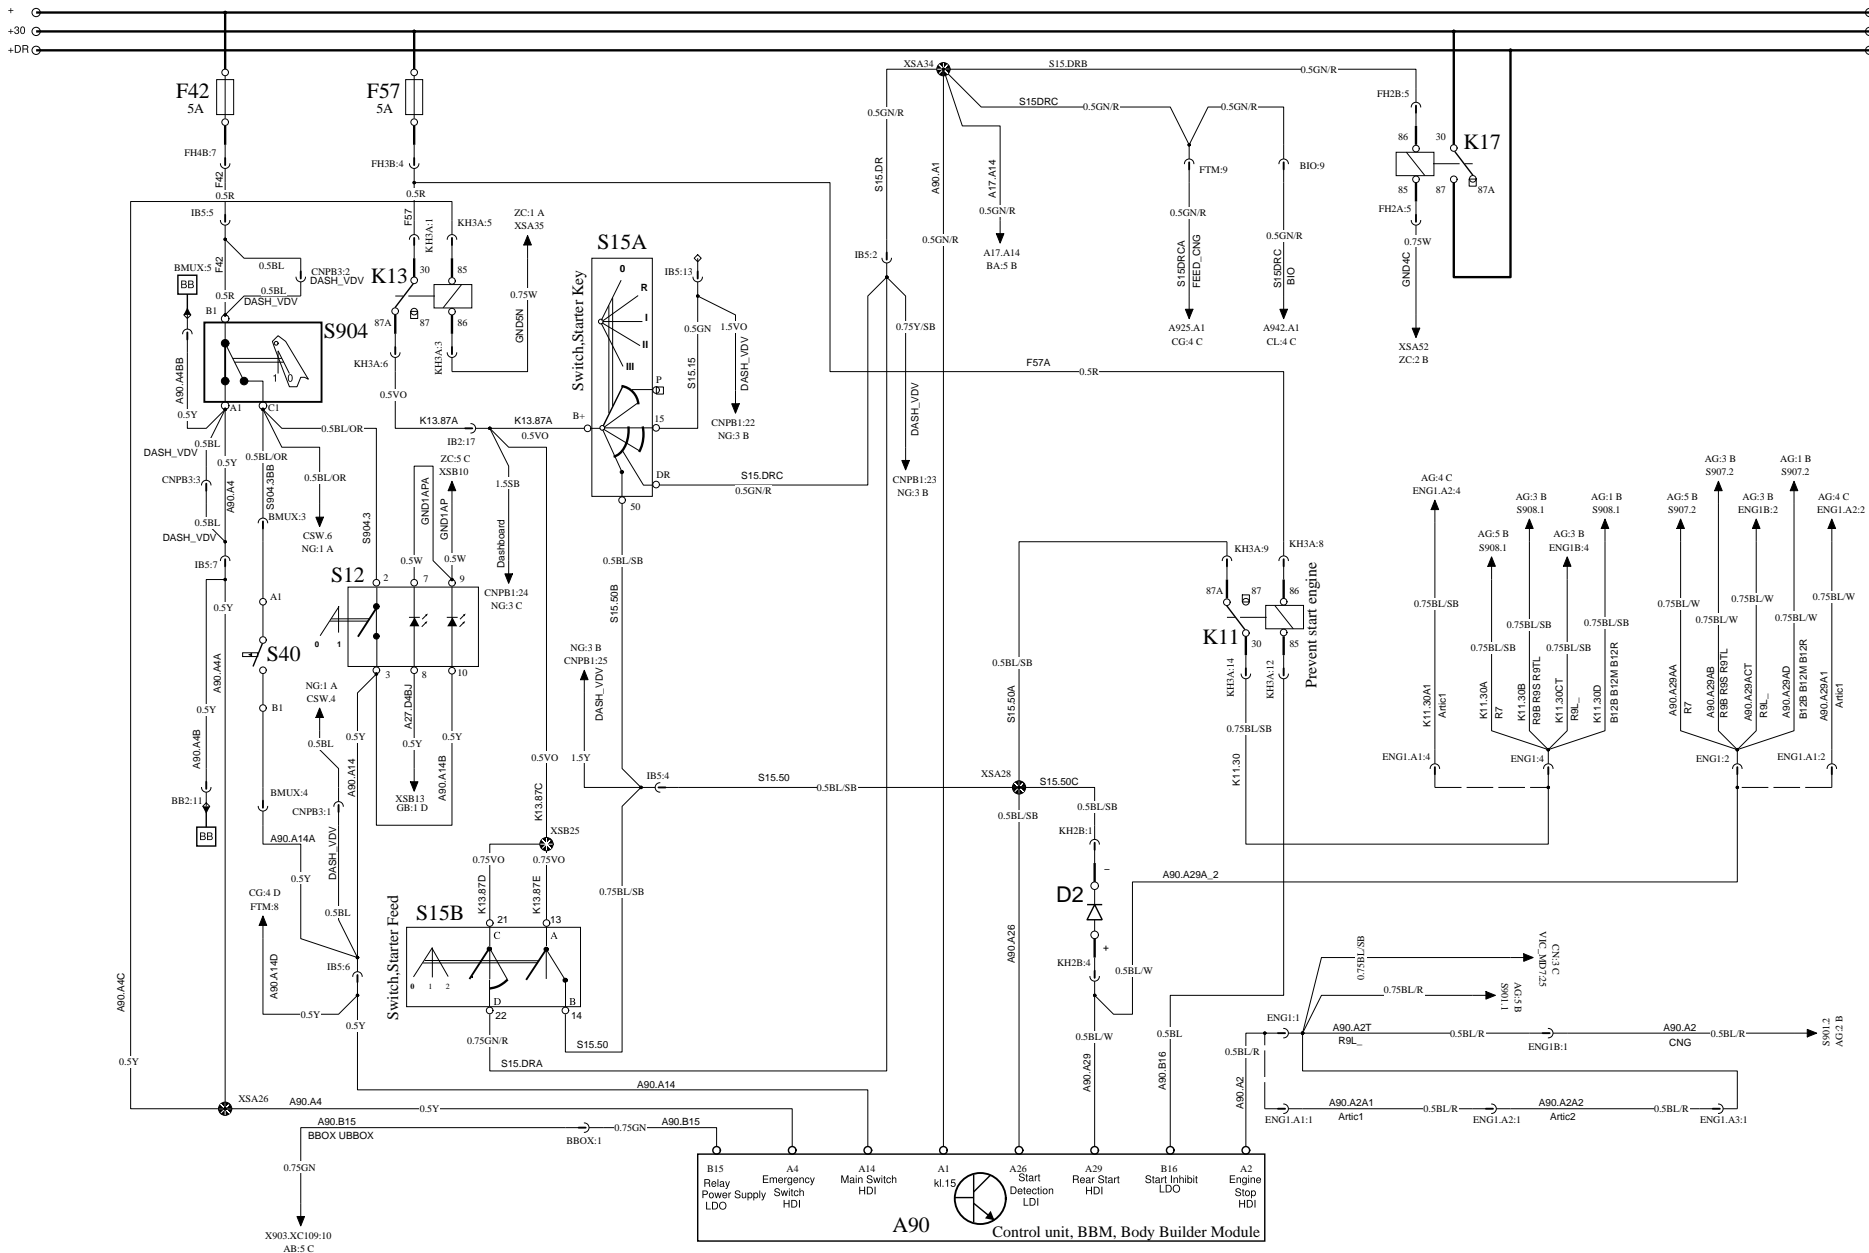 +
+30
+DR
F42
5A
F57
5A
FH4B:7
FH3B:4
F42
0.5R
0.5R
IB5:5
F57
KH3A:1
KH3A:5
ZC:1 A
XSA35
BMUX:5
BB
F42
0.5BL
CNPB3:2
DASH_VDV
0.5BL
DASH_VDV
0.5R
B1
K13
30
85
87A
87
86
0.75W
GND5N
S904
1
0
A90.A4BB
0.5Y
A1
C1
KH3A:6
KH3A:3
0.5VO
K13.87A
IB2:17
K13.87A
0.5VO
S15A
Switch,Starter Key
0
R
I
II
III
P
B+
15
DR
50
IB5:13
0.5GN
S15.15
1.5VO
DASH_VDV
CNPB1:22
NG:3 B
S15.DRC
0.5GN/R
XSA34
S15.DRB
0.5GN/R
0.5GN/R
S15.DR
A90.A1
0.5GN/R
A17.A14
0.5GN/R
A17.A14
BA:5 B
S15DRC
0.5GN/R
0.5GN/R
FTM:9
BIO:9
0.5GN/R
S15DRCA
FEED_CNG
0.5GN/R
S15DRC
BIO
A925.A1
CG:4 C
A942.A1
CL:4 C
IB5:2
0.75Y/SB
DASH_VDV
CNPB1:23
NG:3 B
FH2B:5
86
30
K17
85
87
87A
FH2A:5
0.75W
GND4C
XSA52
ZC:2 B
F57A
0.5R
0.5BL
DASH_VDV
CNPB3:3
0.5BL
DASH_VDV
IB5:7
0.5Y
A90.A4
0.5BL/OR
S904.3BB
BMUX:3
0.5BL/OR
0.5BL/OR
CSW.6
NG:1 A
S904.3
ZC:5 C
XSB10
GND1APA
GND1AP
0.5W
0.5W
1.5SB
Dashboard
CNPB1:24
NG:3 C
S12
2
7
9
0
1
3
8
10
0.5Y
A90.A4A
0.5Y
A90.A4B
BB2:11
BB
A1
S40
B1
BMUX:4
A90.A14A
0.5Y
NG:1 A
CSW.4
0.5BL
CNPB3:1
DASH_VDV
0.5BL
0.5Y
A90.A14
A27.D4BJ
0.5Y
XSB13
GB:1 D
0.5Y
A90.A14B
0.5VO
K13.87C
XSB25
0.75VO
0.75VO
K13.87D
K13.87E
S15B
Switch,Starter Feed
21
13
C
A
0
1
2
D
B
22
14
0.75GN/R
S15.50
S15.DRA
CG:4 D
FTM:8
A90.A14D
0.5Y
IB5:6
0.5Y
0.5BL/SB
S15.50B
NG:3 B
CNPB1:25
DASH_VDV
1.5Y
IB5:4
0.75BL/SB
S15.50
0.5BL/SB
XSA28
S15.50C
0.5BL/SB
S15.50A
0.5BL/SB
0.5BL/SB
KH2B:1
−
D2
+
KH2B:4
0.5BL/W
0.5BL/W
A90.A26
A90.A29
A90.A29A_2
KH3A:9
KH3A:8
87A
87
86
K11
30
85
Prevent start engine
KH3A:14
KH3A:12
0.75BL/SB
K11.30
AG:4 C
ENG1.A2:4
0.75BL/SB
K11.30A1
Artic1
ENG1.A1:4
AG:5 B
S908.1
0.75BL/SB
K11.30A
R7
AG:3 B
S908.1
0.75BL/SB
K11.30B
R9B R9S R9TL
AG:3 B
ENG1B:4
0.75BL/SB
K11.30CT
R9L_
AG:1 B
S908.1
0.75BL/SB
K11.30D
B12B B12M B12R
ENG1:4
AG:5 B
S907.2
0.75BL/W
A90.A29AA
R7
AG:3 B
S907.2
0.75BL/W
A90.A29AB
R9B R9S R9TL
AG:3 B
ENG1B:2
0.75BL/W
A90.A29ACT
R9L_
AG:1 B
S907.2
0.75BL/W
A90.A29AD
B12B B12M B12R
AG:4 C
ENG1.A2:2
0.75BL/W
A90.A29A1
Artic1
ENG1:2
ENG1.A1:2
0.75BL/SB
CN:3 C
VIC_MD7:25
0.75BL/R
AG:5 B
S901.1
ENG1:1
A90.A2T
R9L_
0.5BL/R
ENG1B:1
A90.A2
CNG
0.5BL/R
S901.2
AG:2 B
0.5BL
A90.B16
0.5BL/R
A90.A2
ENG1.A1:1
A90.A2A1
Artic1
0.5BL/R
ENG1.A2:1
A90.A2A2
Artic2
0.5BL/R
ENG1.A3:1
A90.A4C
0.5Y
XSA26
A90.A4
0.5Y
A90.A14
A90.B15
BBOX UBBOX
BBOX:1
0.75GN
A90.B15
0.75GN
X903.XC109:10
AB:5 C
B15
Relay
Power Supply
LDO
A4
Emergency
Switch
HDI
A14
Main Switch
HDI
A1
kl.15
A26
Start
Detection
LDI
A29
Rear Start
HDI
B16
Start Inhibit
LDO
A2
Engine
Stop
HDI
A90
Control unit, BBM, Body Builder Module